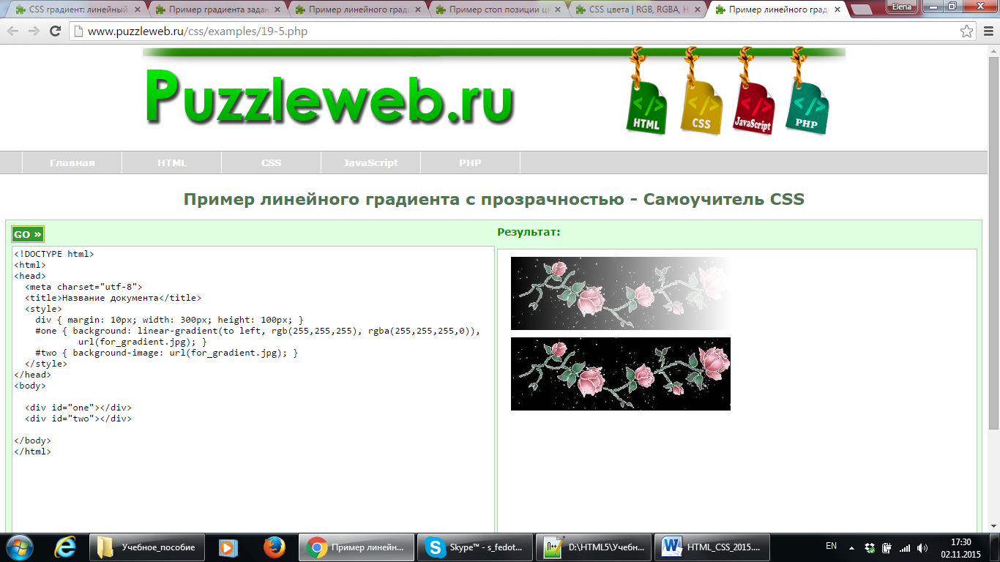 CSS градиент: линейный
Пример градиента задан
Пример линейного град
Пример стоп позиции цв
CSS цвета | RGB, RGBA, H
Пример линейного град
Elena
www.puzzleweb.ru/css/examples/19-5.php
Puzzleweb.ru
</> HTML
</> CSS
</> JavaScript
</> PHP
Главная HTML CSS JavaScript PHP
Пример линейного градиента с прозрачностью - Самоучитель CSS
GO »
<!DOCTYPE html>
<html>
<head>
<meta charset="utf-8">
<title>Название документа</title>
<style>
div { margin: 10px; width: 300px; height: 100px; }
#one { background: linear-gradient(to left, rgb(255,255,255), rgba(255,255,255,0)),
url(for_gradient.jpg); }
#two { background-image: url(for_gradient.jpg); }
</style>
</head>
<body>
<div id="one"></div>
<div id="two"></div>
</body>
</html>
Результат:
Учебное_пособие
Пример линейн...
Skype™ - s_fedot...
D:\HTML5\Учебн...
HTML_CSS_2015....
EN
17:30
02.11.2015